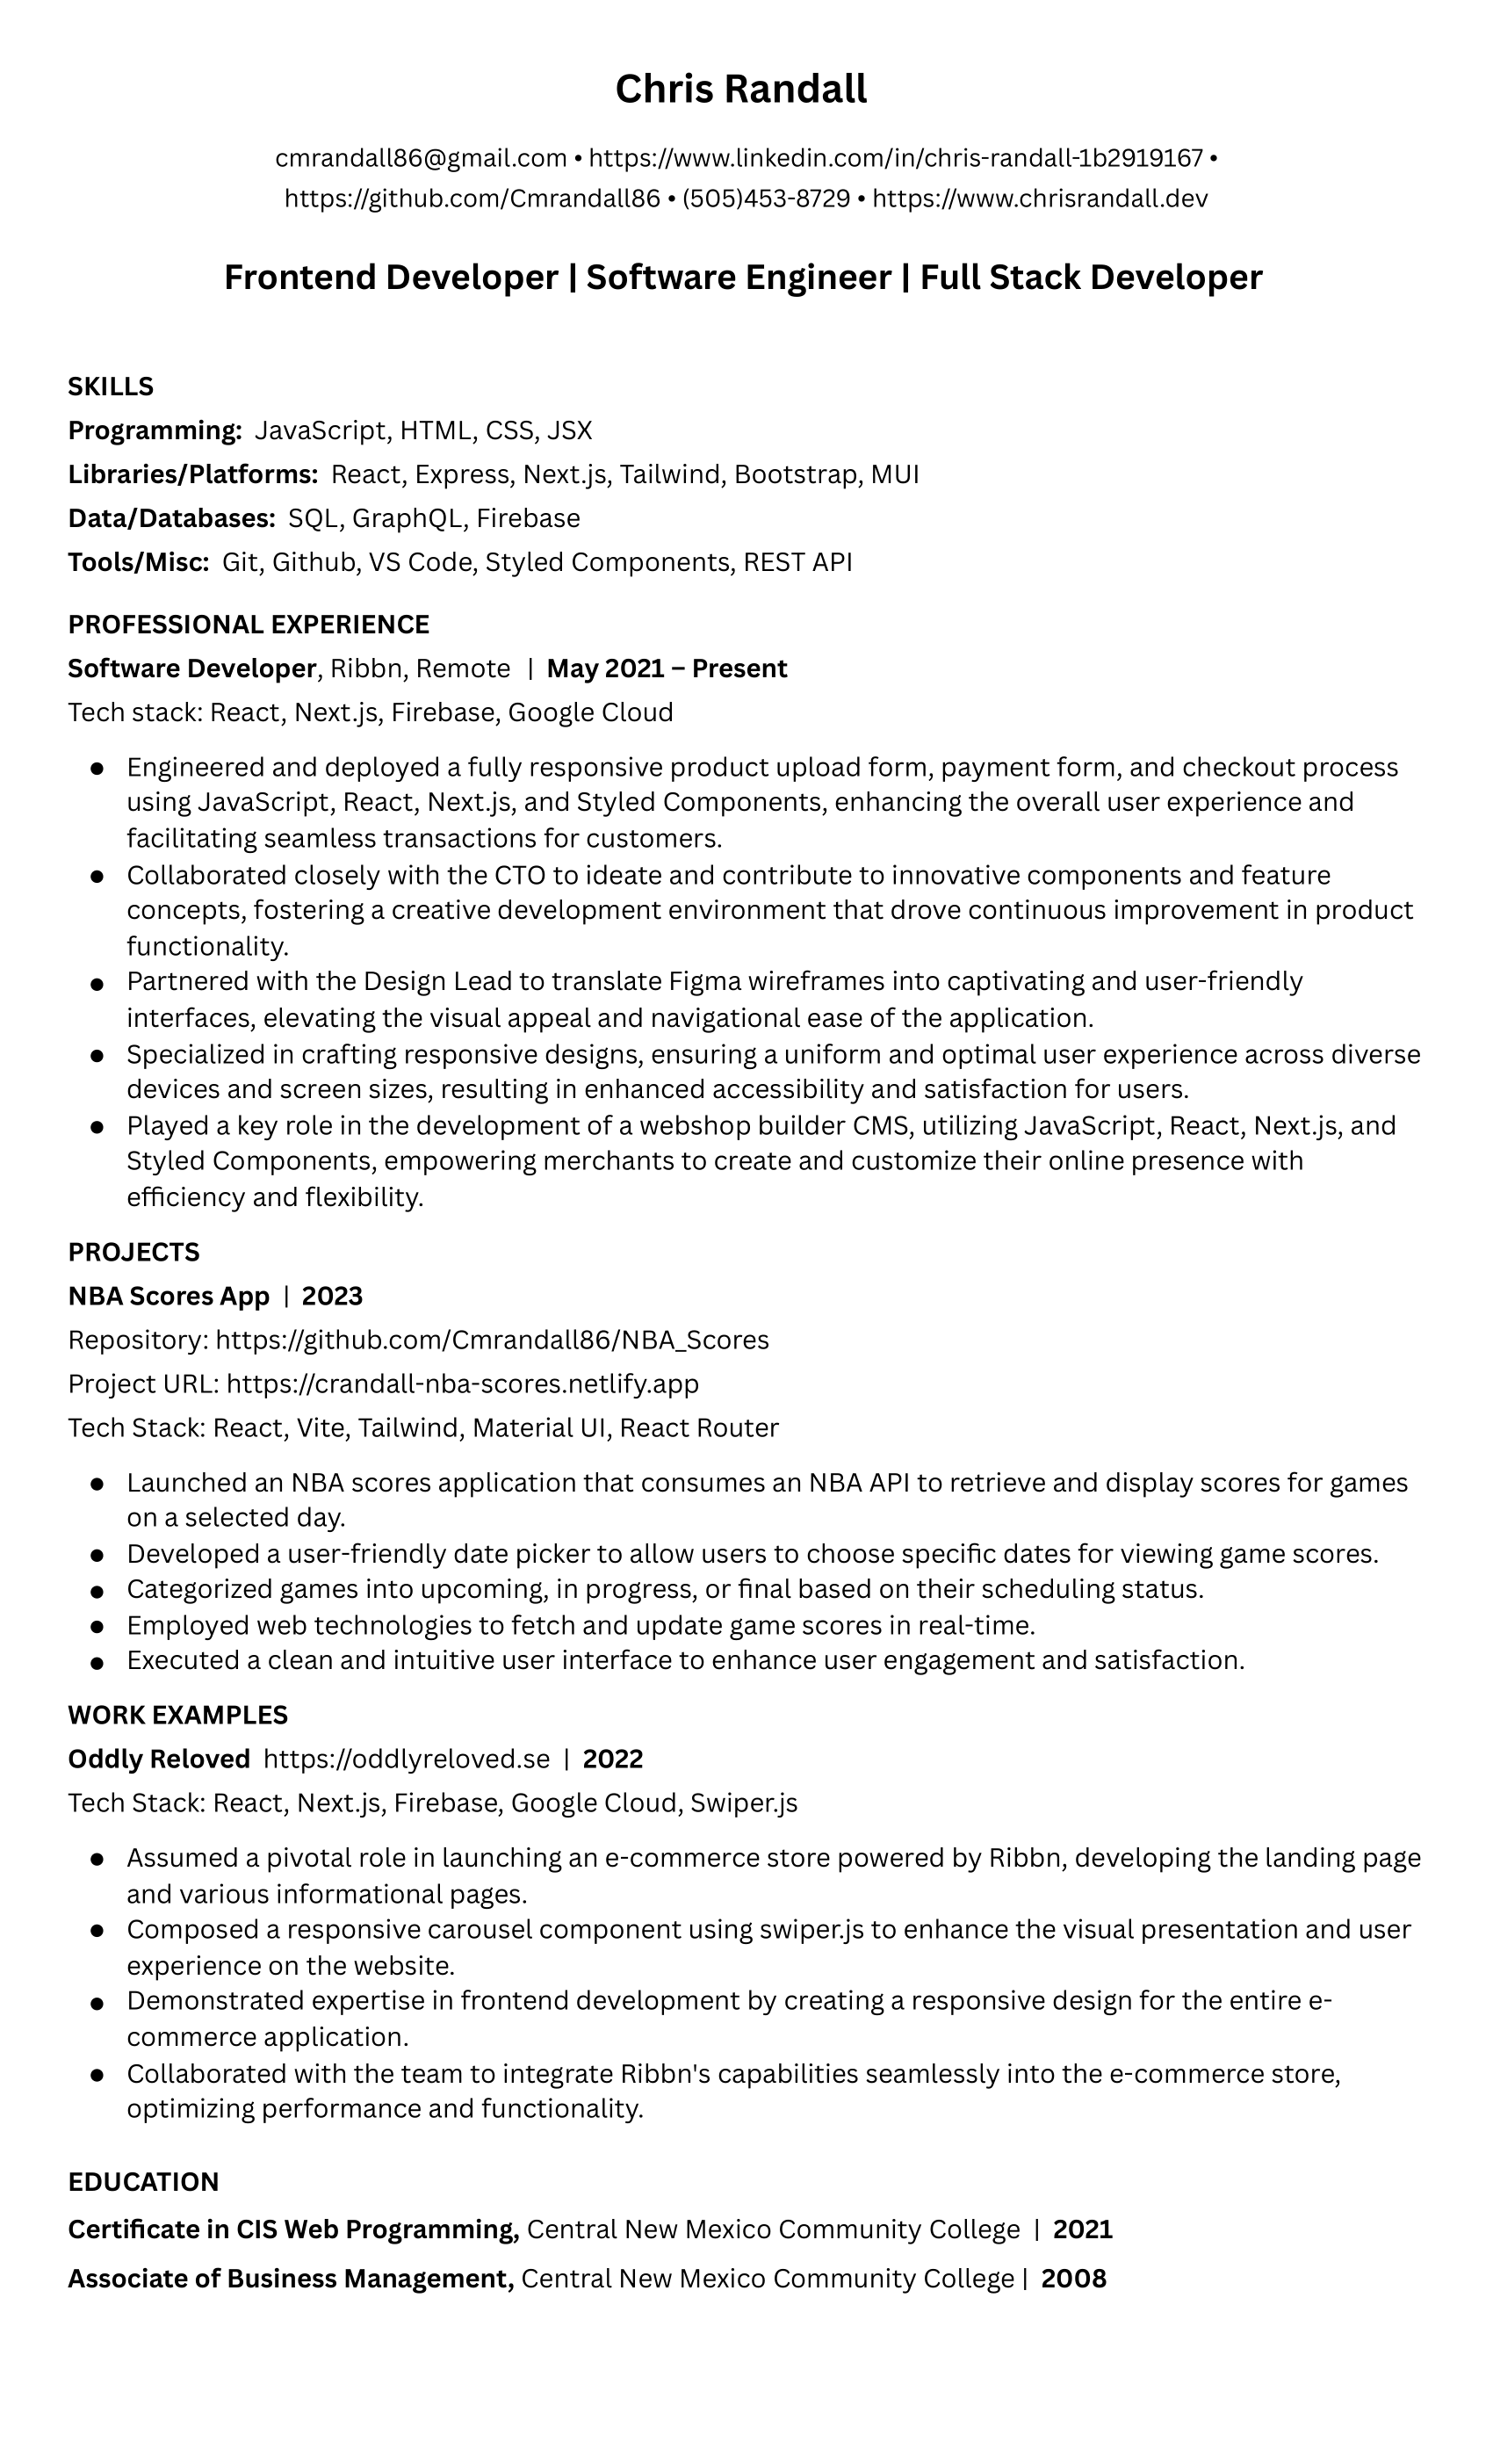 Chris Randall
cmrandall86@gmail.com • https://www.linkedin.com/in/chris-randall-1b2919167 •
https://github.com/Cmrandall86 • (505)453-8729 • https://www.chrisrandall.dev
Frontend Developer | Software Engineer | Full Stack Developer
SKILLS
Programming: JavaScript, HTML, CSS, JSX
Libraries/Platforms: React, Express, Next.js, Tailwind, Bootstrap, MUI
Data/Databases: SQL, GraphQL, Firebase
Tools/Misc: Git, Github, VS Code, Styled Components, REST API
PROFESSIONAL EXPERIENCE
Software Developer, Ribbn, Remote | May 2021 – Present
Tech stack: React, Next.js, Firebase, Google Cloud
● Engineered and deployed a fully responsive product upload form, payment form, and checkout process
using JavaScript, React, Next.js, and Styled Components, enhancing the overall user experience and
facilitating seamless transactions for customers.
● Collaborated closely with the CTO to ideate and contribute to innovative components and feature
concepts, fostering a creative development environment that drove continuous improvement in product
functionality.
● Partnered with the Design Lead to translate Figma wireframes into captivating and user-friendly
interfaces, elevating the visual appeal and navigational ease of the application.
● Specialized in crafting responsive designs, ensuring a uniform and optimal user experience across diverse
devices and screen sizes, resulting in enhanced accessibility and satisfaction for users.
● Played a key role in the development of a webshop builder CMS, utilizing JavaScript, React, Next.js, and
Styled Components, empowering merchants to create and customize their online presence with
efficiency and flexibility.
PROJECTS
NBA Scores App | 2023
Repository: https://github.com/Cmrandall86/NBA_Scores
Project URL: https://crandall-nba-scores.netlify.app
Tech Stack: React, Vite, Tailwind, Material UI, React Router
● Launched an NBA scores application that consumes an NBA API to retrieve and display scores for games
on a selected day.
● Developed a user-friendly date picker to allow users to choose specific dates for viewing game scores.
● Categorized games into upcoming, in progress, or final based on their scheduling status.
● Employed web technologies to fetch and update game scores in real-time.
● Executed a clean and intuitive user interface to enhance user engagement and satisfaction.
WORK EXAMPLES
Oddly Reloved https://oddlyreloved.se | 2022
Tech Stack: React, Next.js, Firebase, Google Cloud, Swiper.js
● Assumed a pivotal role in launching an e-commerce store powered by Ribbn, developing the landing page
and various informational pages.
● Composed a responsive carousel component using swiper.js to enhance the visual presentation and user
experience on the website.
● Demonstrated expertise in frontend development by creating a responsive design for the entire e-
commerce application.
● Collaborated with the team to integrate Ribbn's capabilities seamlessly into the e-commerce store,
optimizing performance and functionality.
EDUCATION
Certificate in CIS Web Programming, Central New Mexico Community College | 2021
Associate of Business Management, Central New Mexico Community College | 2008